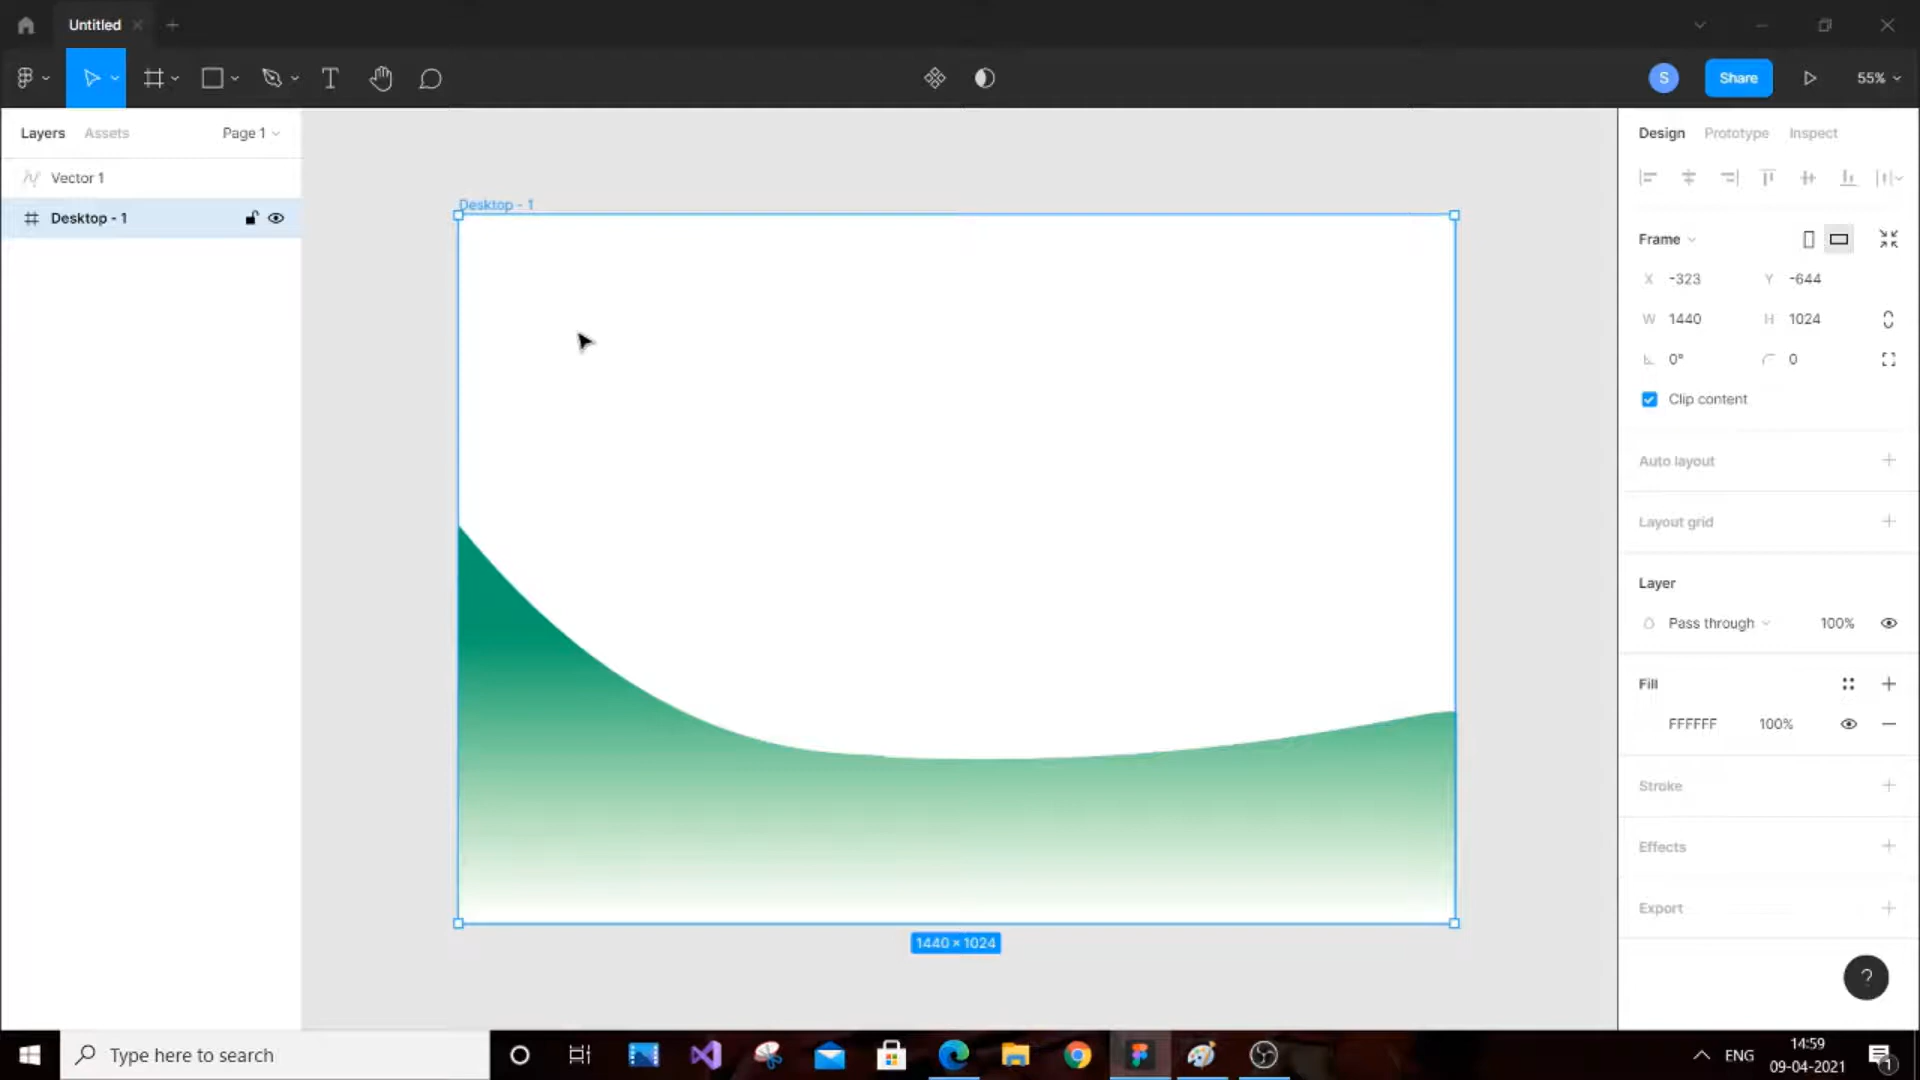 Untitled
S
Share
55%
Layers
Assets
Page 1
Vector 1
Desktop - 1
Desktop - 1
1440 × 1024
Design
Prototype
Inspect
Frame
X -323
Y -644
W 1440
H 1024
0°
0
Clip content
Auto layout
Layout grid
Layer
Pass through
100%
Fill
FFFFFF
100%
Stroke
Effects
Export
?
Type here to search
ENG
14:59
09-04-2021
1